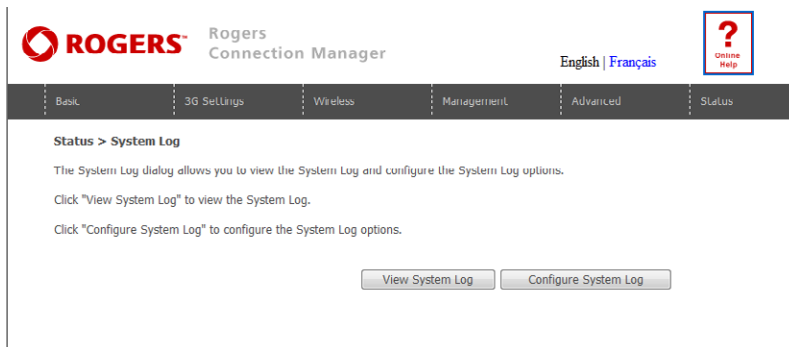 ROGERS™ Rogers
Connection Manager
English | Français
?
Online
Help
Basic 3G Settings Wireless Management Advanced Status
Status > System Log
The System Log dialog allows you to view the System Log and configure the System Log options.
Click "View System Log" to view the System Log.
Click "Configure System Log" to configure the System Log options.
View System Log Configure System Log